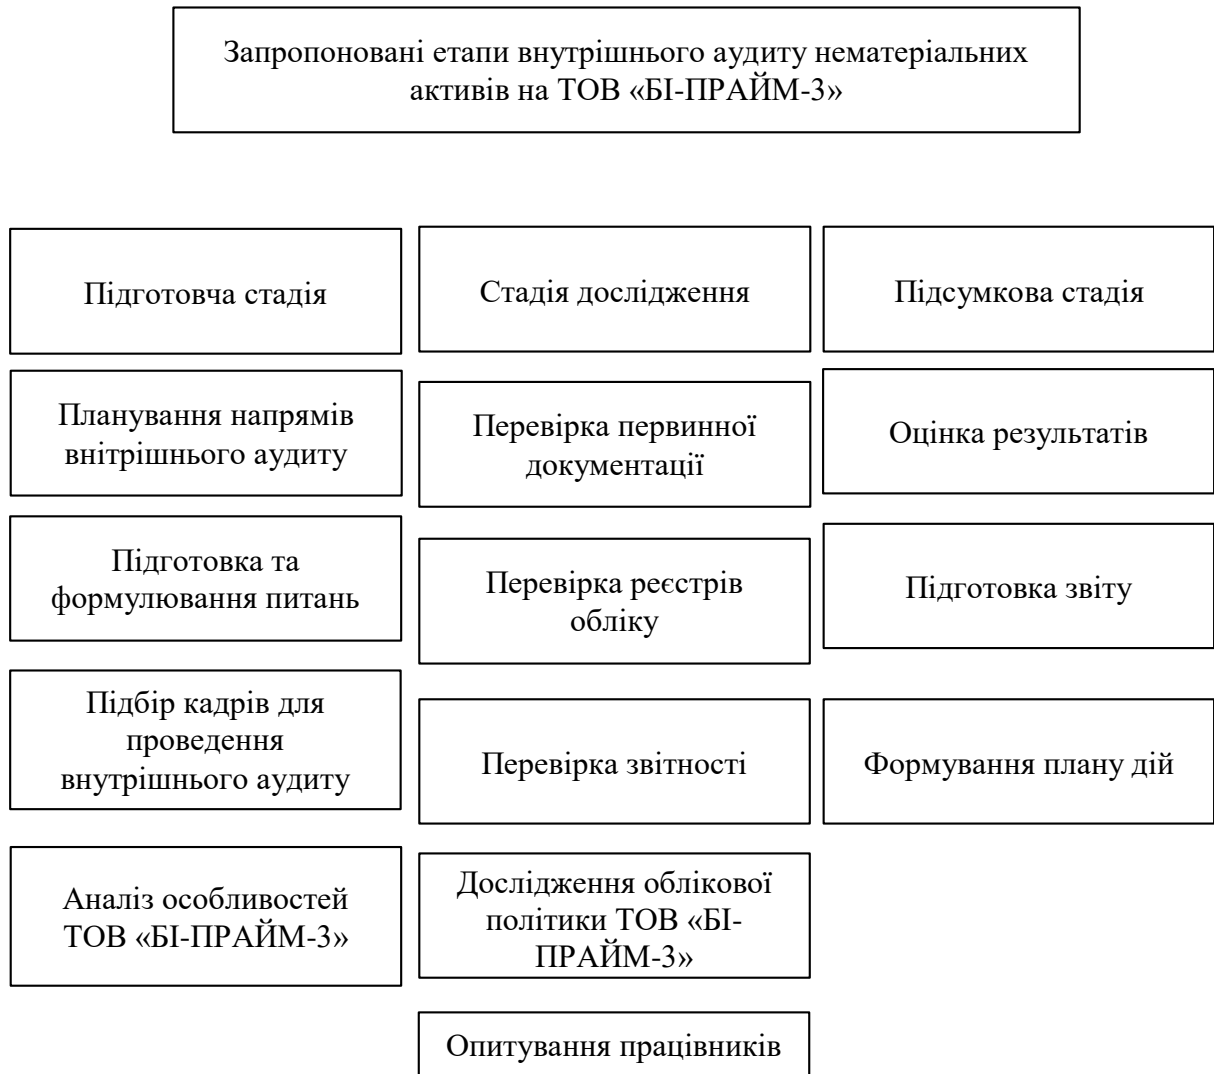 Запропоновані етапи внутрішнього аудиту нематеріальних
активів на ТОВ «БІ-ПРАЙМ-3»
Підготовча стадія
Планування напрямів
внітрішнього аудиту
Підготовка та
формулювання питань
Підбір кадрів для
проведення
внутрішнього аудиту
Аналіз особливостей
ТОВ «БІ-ПРАЙМ-3»
Стадія дослідження
Перевірка первинної
документації
Перевірка реєстрів
обліку
Перевірка звітності
Дослідження облікової
політики ТОВ «БІ-
ПРАЙМ-3»
Опитування працівників
Підсумкова стадія
Оцінка результатів
Підготовка звіту
Формування плану дій